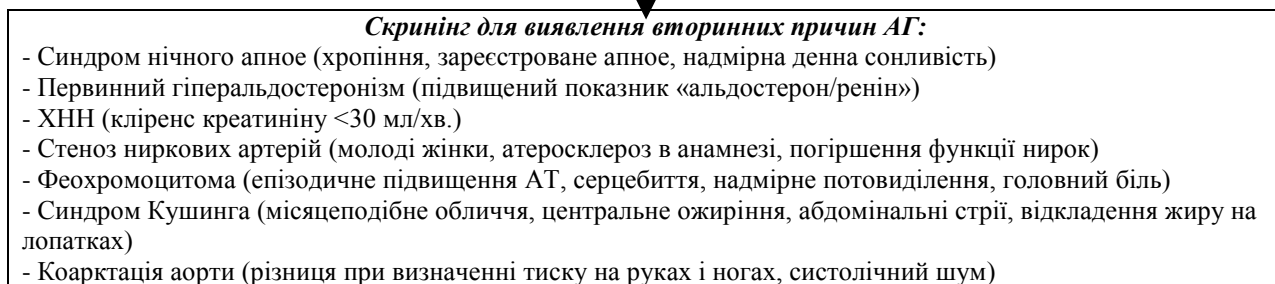 Скринінг для виявлення вторинних причин АГ:
- Синдром нічного апное (хропіння, зареєстроване апное, надмірна денна сонливість)
- Первинний гіперальдостеронізм (підвищений показник «альдостерон/ренін»)
- ХНН (кліренс креатиніну <30 мл/хв.)
- Стеноз ниркових артерій (молоді жінки, атеросклероз в анамнезі, погіршення функції нирок)
- Феохромоцитома (епізодичне підвищення АТ, серцебиття, надмірне потовиділення, головний біль)
- Синдром Кушинга (місяцеподібне обличчя, центральне ожиріння, абдомінальні стрії, відкладення жиру на
лопатках)
- Коарктація аорти (різниця при визначенні тиску на руках і ногах, систолічний шум)